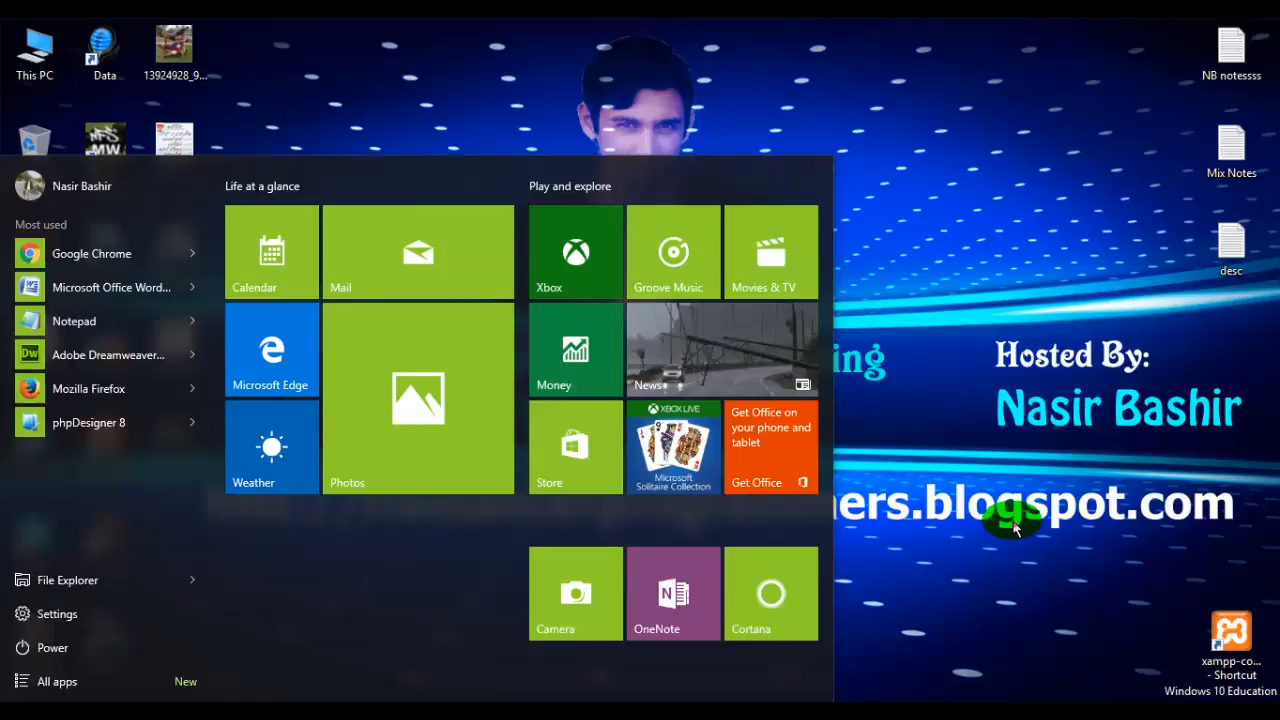 This PC
Data
13924928_9...
NB notessss
Mix Notes
desc
Nasir Bashir
Most used
Google Chrome
Microsoft Office Word...
Notepad
Adobe Dreamweaver...
Mozilla Firefox
phpDesigner 8
File Explorer
Settings
Power
All apps
New
Life at a glance
Calendar
Mail
Microsoft Edge
Weather
Photos
Play and explore
Xbox
Groove Music
Movies & TV
Money
News
Store
XBOX LIVE
Microsoft
Solitaire Collection
Get Office on
your phone and
tablet
Get Office
Camera
OneNote
Cortana
ing
Hosted By:
Nasir Bashir
ners.blogspot.com
xampp-co...
- Shortcut
Windows 10 Education